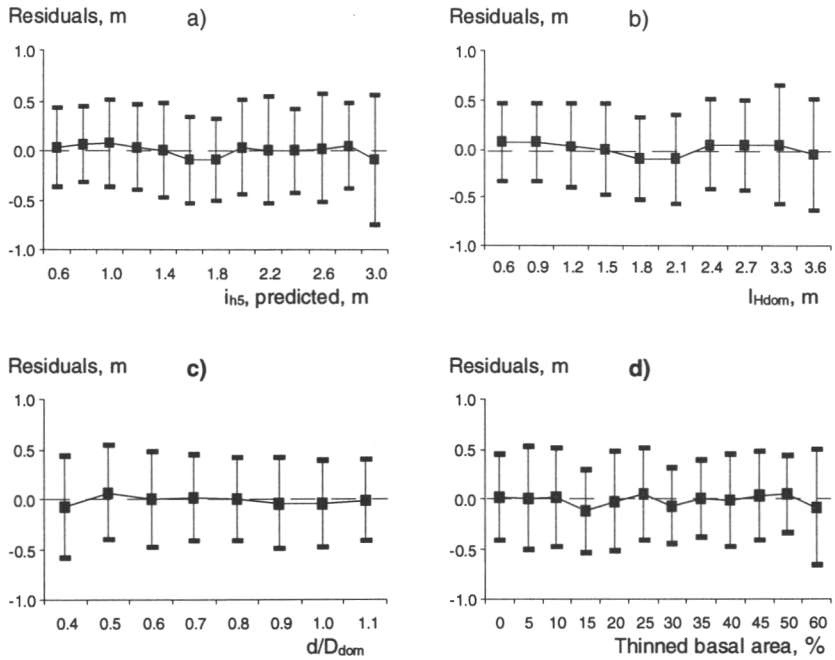 Residuals, m a)
1.0
0.5
0.0
-0.5
-1.0
0.6 1.0 1.4 1.8 2.2 2.6 3.0
ih5, predicted, m
Residuals, m b)
1.0
0.5
0.0
-0.5
-1.0
0.6 0.9 1.2 1.5 1.8 2.1 2.4 2.7 3.3 3.6
IHdom, m
Residuals, m c)
1.0
0.5
0.0
-0.5
-1.0
0.4 0.5 0.6 0.7 0.8 0.9 1.0 1.1
d/Ddom
Residuals, m d)
1.0
0.5
0.0
-0.5
-1.0
0 5 10 15 20 25 30 35 40 45 50 60
Thinned basal area, %